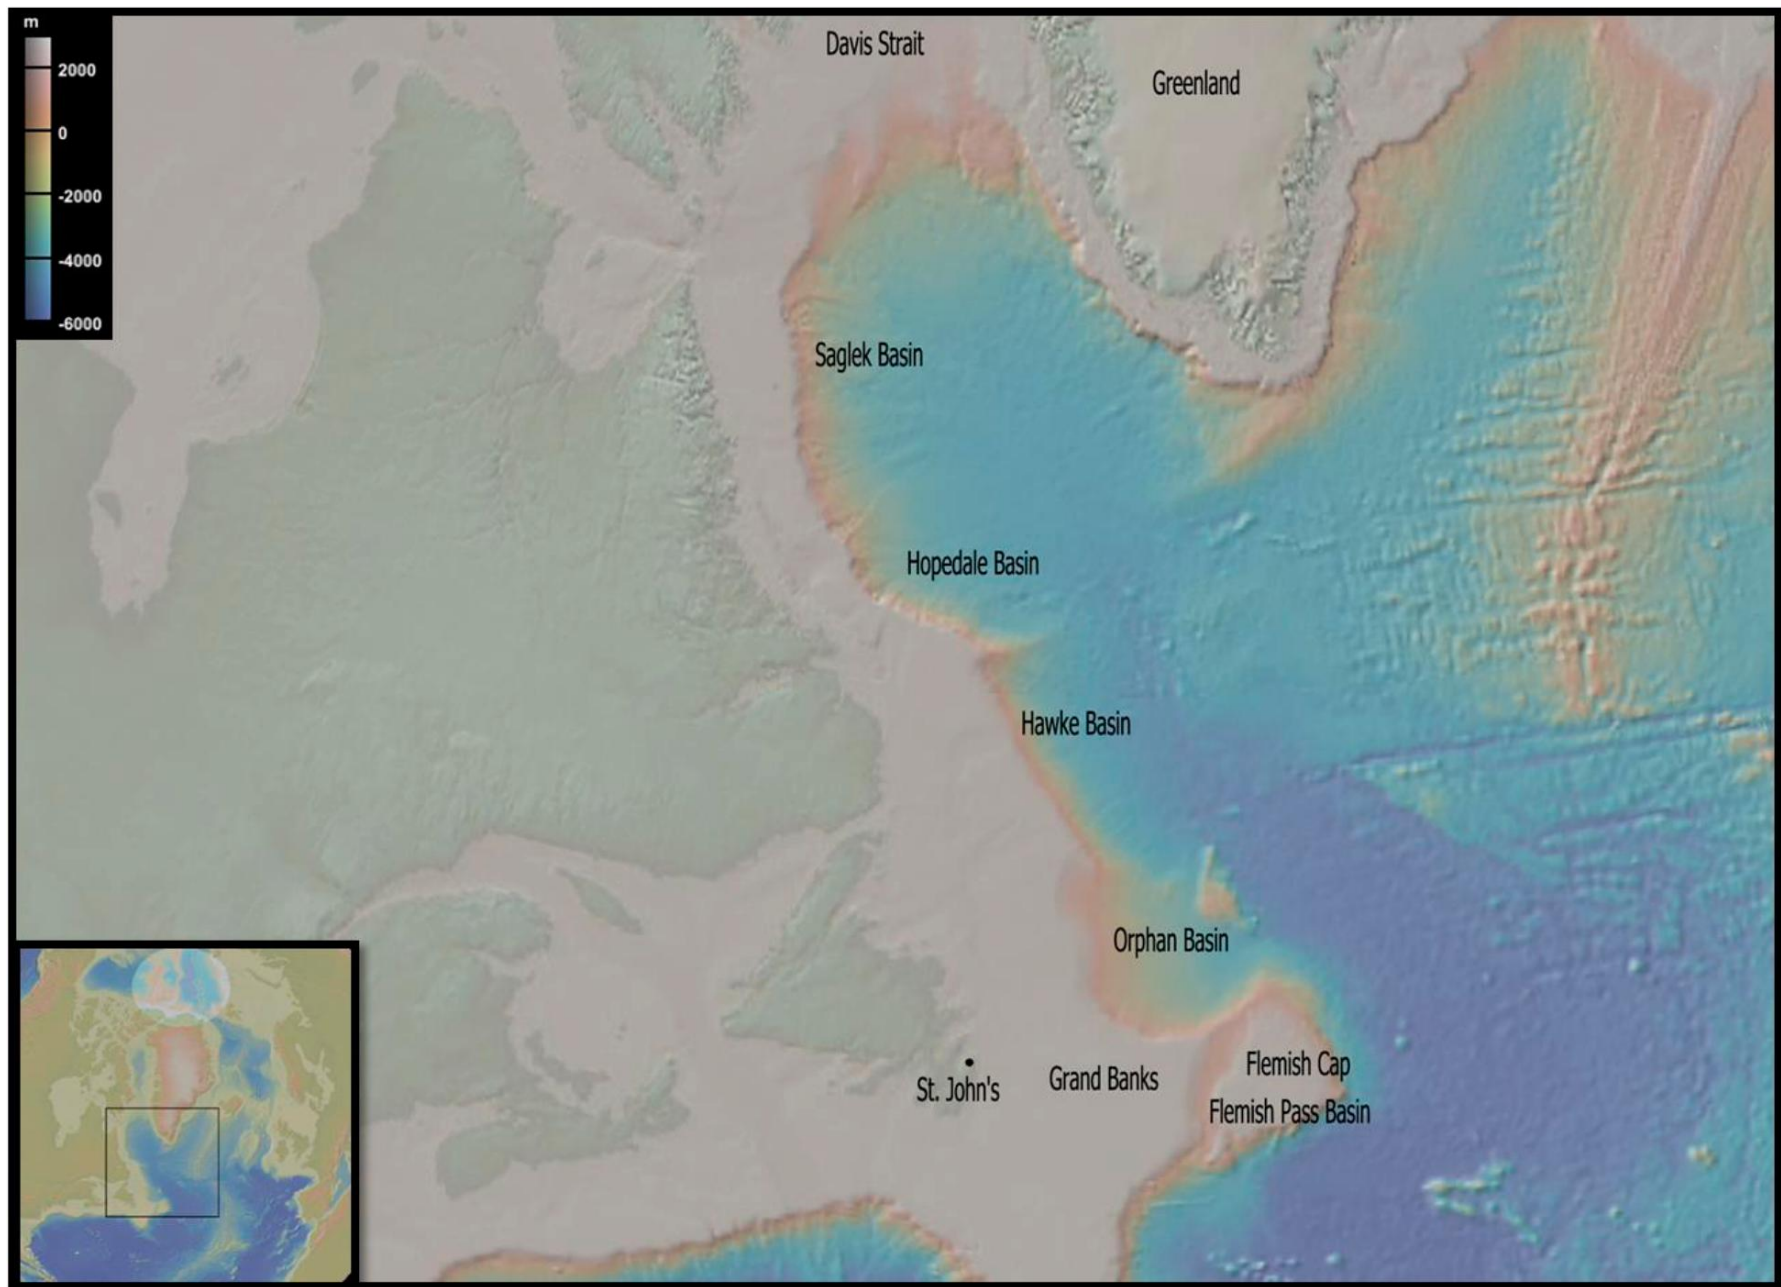 m
2000
0
-2000
-4000
-6000
Davis Strait
Greenland
Saglek Basin
Hopedale Basin
Hawke Basin
Orphan Basin
St. John's
Grand Banks
Flemish Cap
Flemish Pass Basin